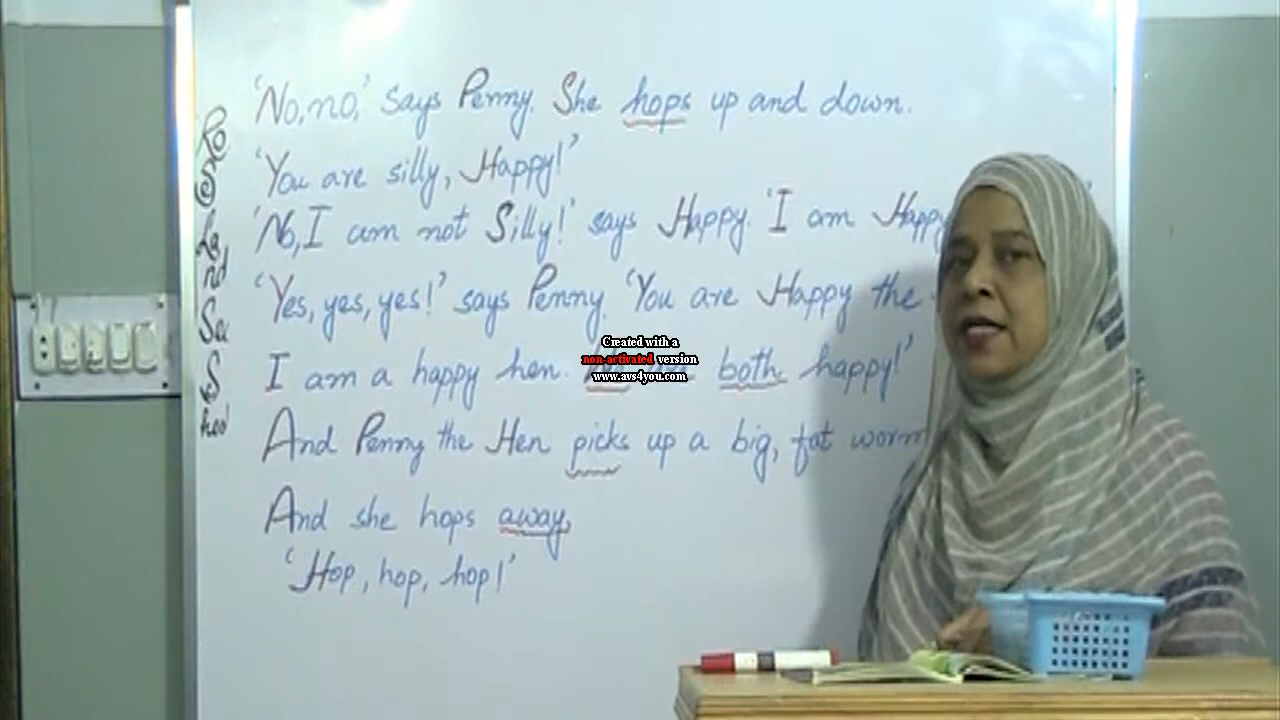 'No, no,' says Penny. She hops up and down.
'You are silly, Happy!'
'No, I am not Silly!' says Happy. 'I am Happy
'Yes, yes, yes!' says Penny. 'You are Happy the
I am a happy hen. both happy!'
And Penny the Hen picks up a big, fat worm
And she hops away,
'Hop, hop, hop!'
Created with a
non-activated version
www.avs4you.com